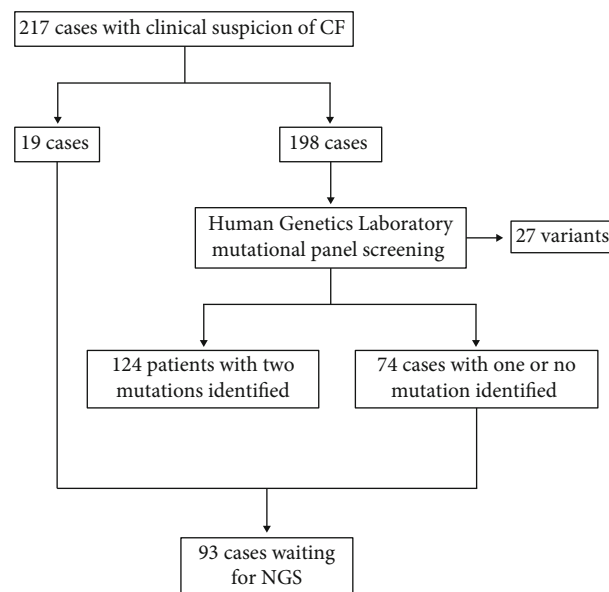 217 cases with clinical suspicion of CF
19 cases
198 cases
Human Genetics Laboratory
mutational panel screening
27 variants
124 patients with two
mutations identified
74 cases with one or no
mutation identified
93 cases waiting
for NGS